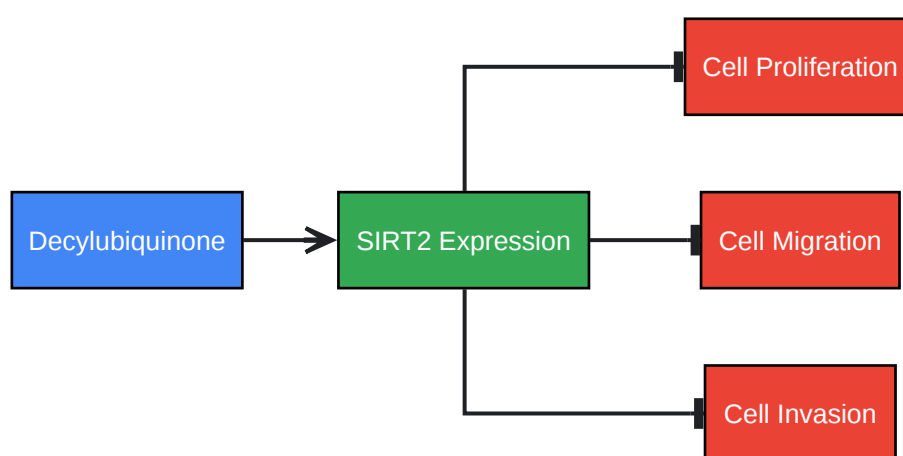 Cell Proliferation
Decylubiquinone
SIRT2 Expression
Cell Migration
Cell Invasion